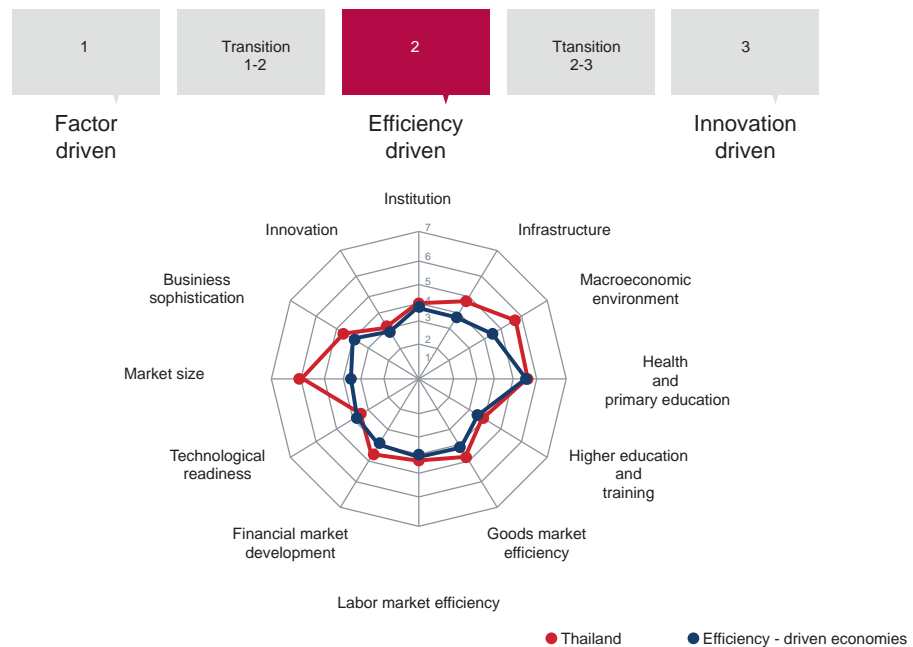 1
Transition
1-2
2
Ttansition
2-3
3
Factor
driven
Efficiency
driven
Innovation
driven
Institution
Infrastructure
Macroeconomic
environment
Health
and
primary education
Higher education
and
training
Goods market
efficiency
Labor market efficiency
Financial market
development
Technological
readiness
Market size
Businiess
sophistication
Innovation
7
6
5
4
3
2
1
Thailand
Efficiency - driven economies